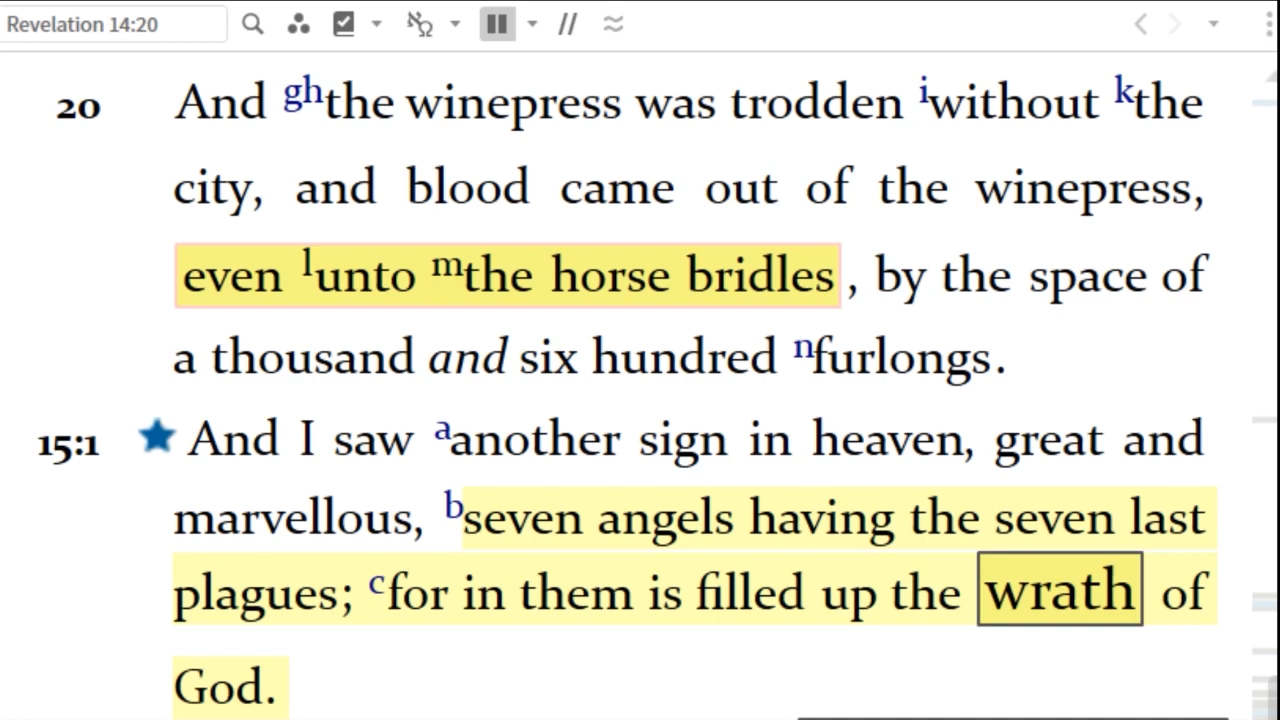 Revelation 14:20
20 And ghthe winepress was trodden iwithout kthe
city, and blood came out of the winepress,
even lunto mthe horse bridles, by the space of
a thousand and six hundred nfurlongs.
15:1 And I saw aanother sign in heaven, great and
marvellous, bseven angels having the seven last
plagues; cfor in them is filled up the wrath of
God.